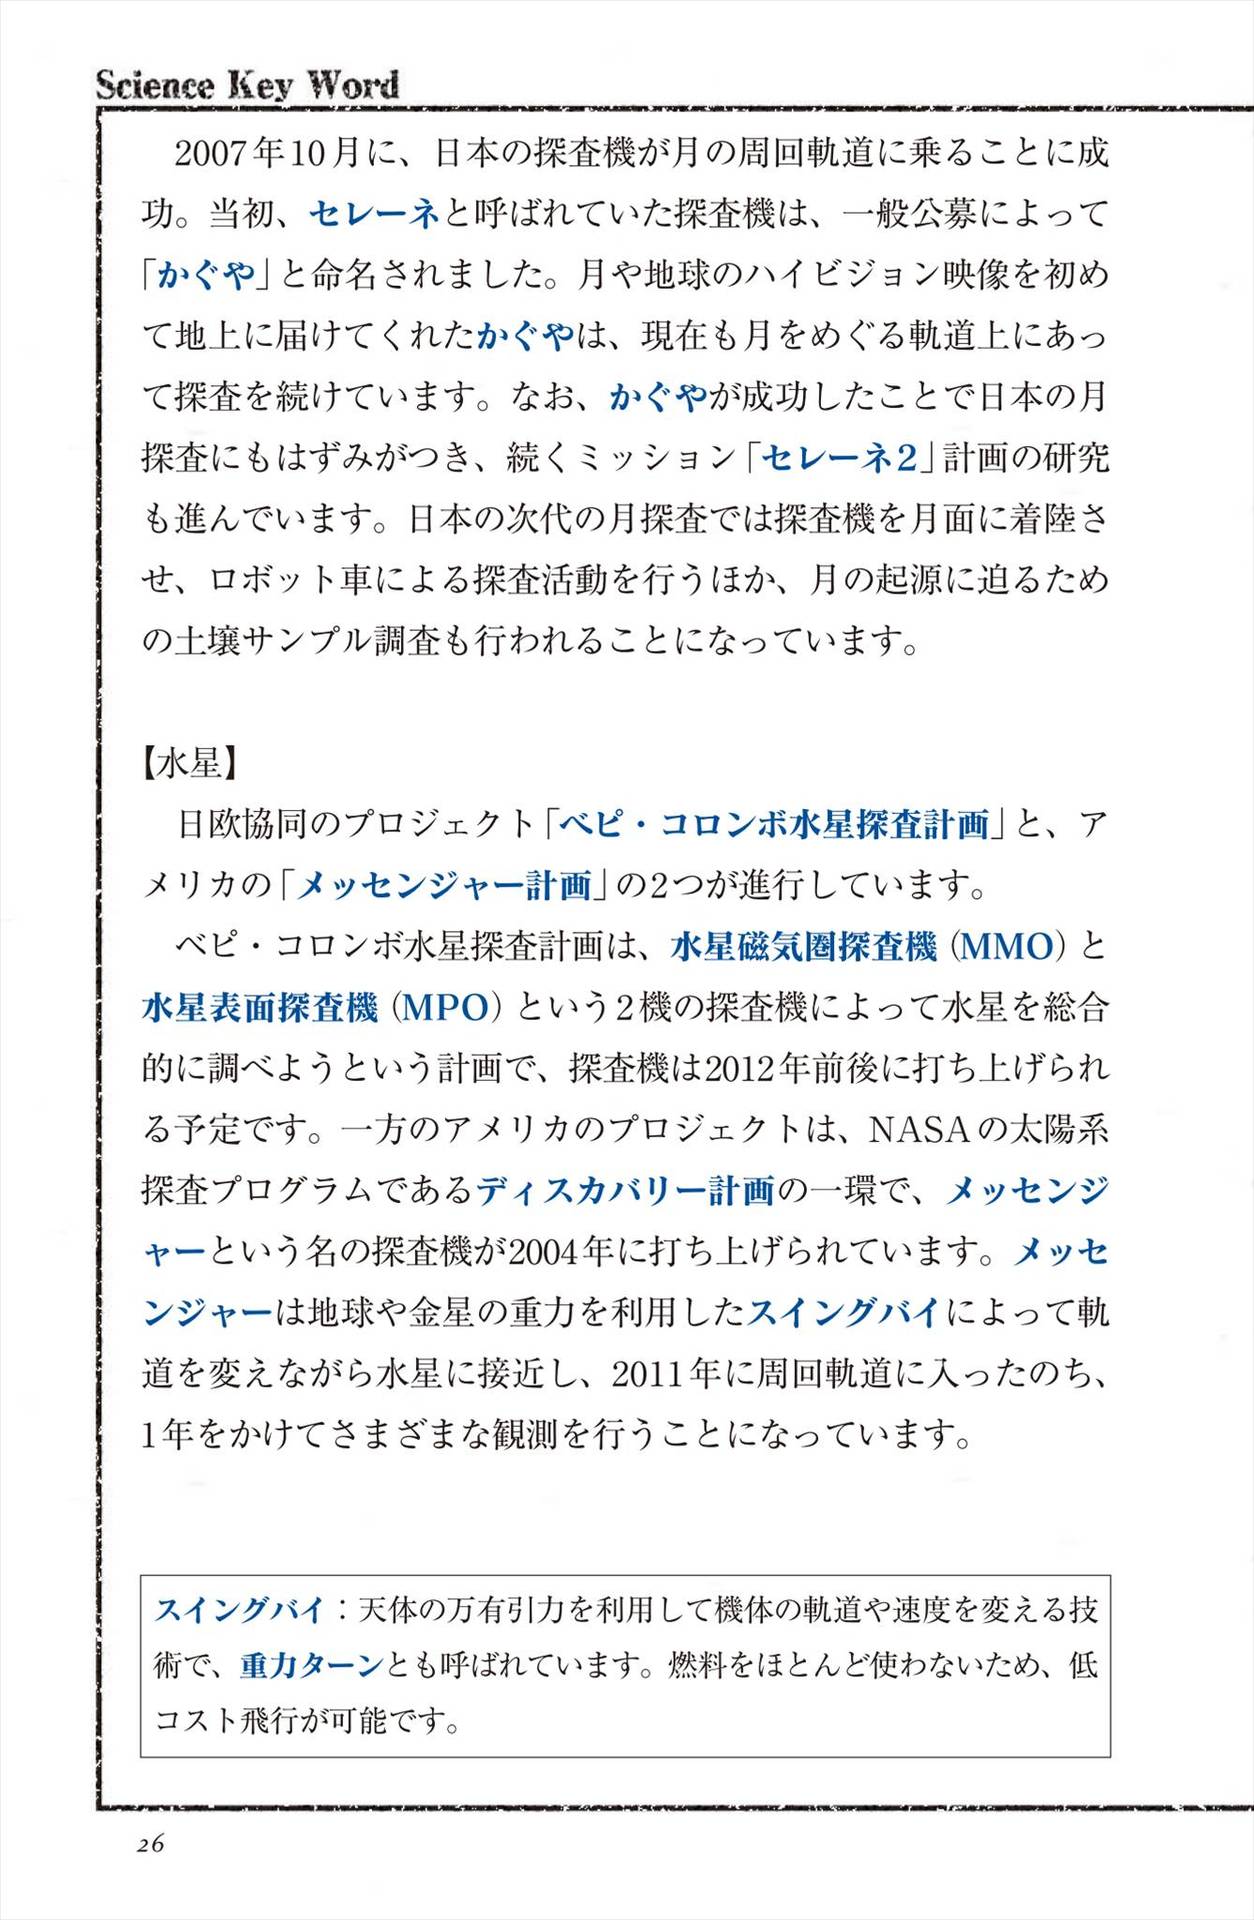 Science Key Word
2007年10月に、日本の探査機が月の周回軌道に乗ることに成
功。当初、セレーネと呼ばれていた探査機は、一般公募によって
「かぐや」と命名されました。月や地球のハイビジョン映像を初め
て地上に届けてくれたかぐやは、現在も月をめぐる軌道上にあっ
て探査を続けています。なお、かぐやが成功したことで日本の月
探査にもはずみがつき、続くミッション「セレーネ2」計画の研究
も進んでいます。日本の次代の月探査では探査機を月面に着陸さ
せ、ロボット車による探査活動を行うほか、月の起源に迫るため
の土壌サンプル調査も行われることになっています。
【水星】
日欧協同のプロジェクト「ベピ・コロンボ水星探査計画」と、ア
メリカの「メッセンジャー計画」の2つが進行しています。
ベピ・コロンボ水星探査計画は、水星磁気圏探査機（MMO）と
水星表面探査機（MPO）という2機の探査機によって水星を総合
的に調べようという計画で、探査機は2012年前後に打ち上げられ
る予定です。一方のアメリカのプロジェクトは、NASAの太陽系
探査プログラムであるディスカバリー計画の一環で、メッセンジ
ャーという名の探査機が2004年に打ち上げられています。メッセ
ンジャーは地球や金星の重力を利用したスイングバイによって軌
道を変えながら水星に接近し、2011年に周回軌道に入ったのち、
1年をかけてさまざまな観測を行うことになっています。
スイングバイ：天体の万有引力を利用して機体の軌道や速度を変える技
術で、重力ターンとも呼ばれています。燃料をほとんど使わないため、低
コスト飛行が可能です。
26